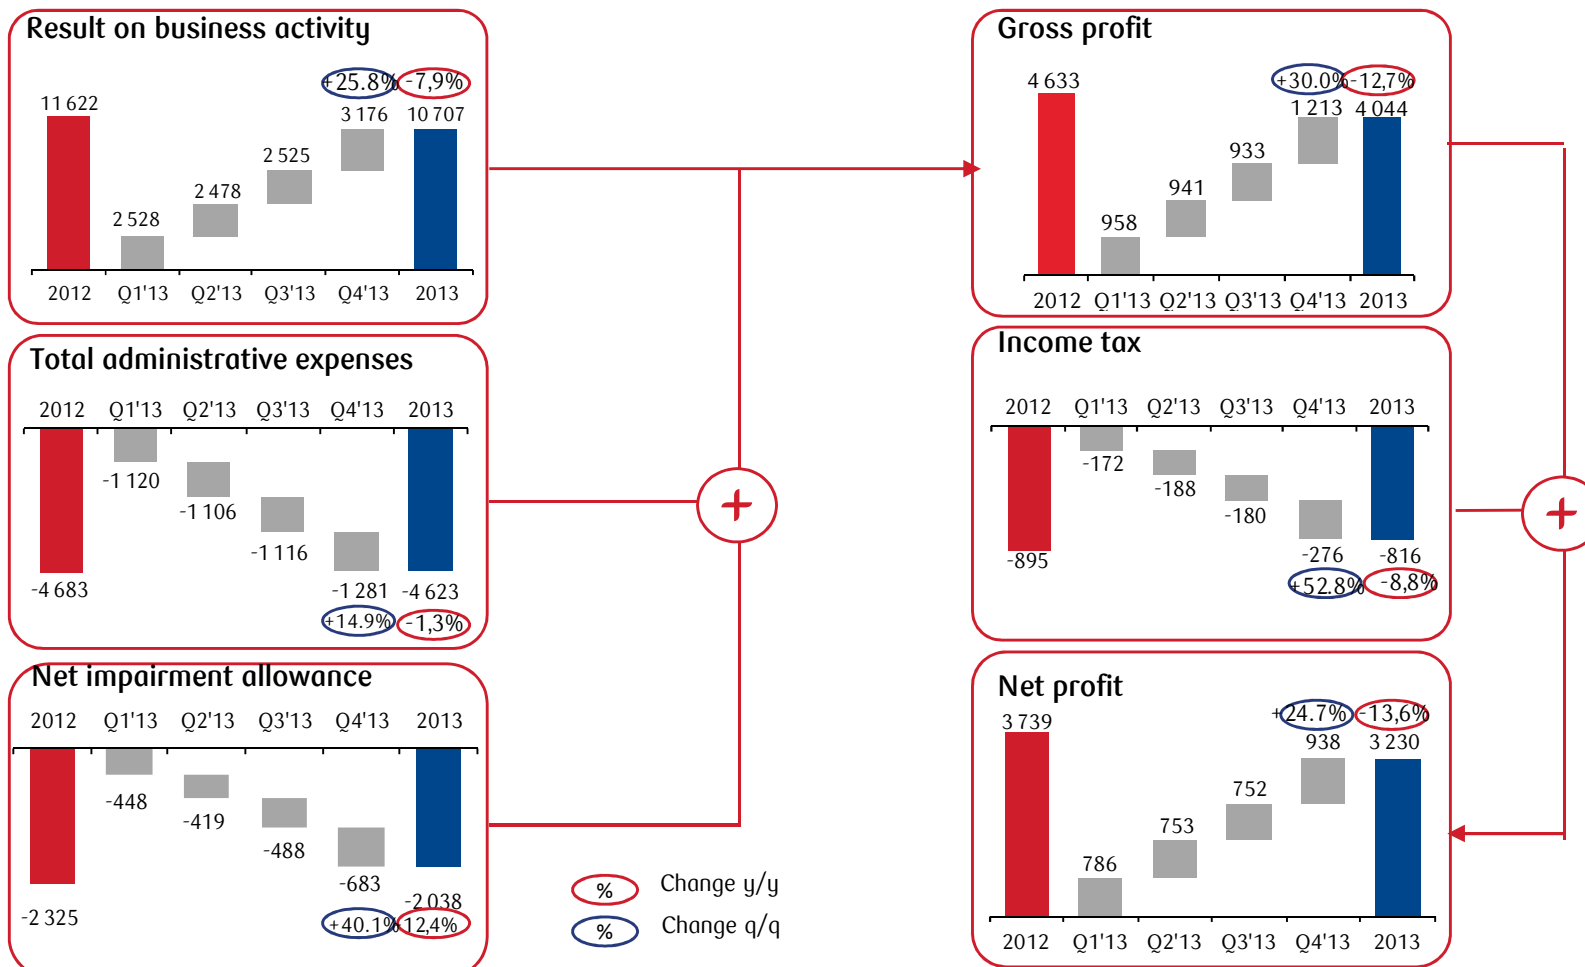 Result on business activity
+25.8% -7,9%
11 622 2 528 2 478 2 525 3 176 10 707
2012 Q1'13 Q2'13 Q3'13 Q4'13 2013
Total administrative expenses
2012 Q1'13 Q2'13 Q3'13 Q4'13 2013
-4 683 -1 120 -1 106 -1 116 -1 281 -4 623
+14.9% -1,3%
Net impairment allowance
2012 Q1'13 Q2'13 Q3'13 Q4'13 2013
-2 325 -448 -419 -488 -683 -2 038
+40.1% -12,4%
% Change y/y
% Change q/q
Gross profit
+30.0% -12,7%
4 633 958 941 933 1 213 4 044
2012 Q1'13 Q2'13 Q3'13 Q4'13 2013
Income tax
2012 Q1'13 Q2'13 Q3'13 Q4'13 2013
-895 -172 -188 -180 -276 -816
+52.8% -8,8%
Net profit
+24.7% -13,6%
3 739 786 753 752 938 3 230
2012 Q1'13 Q2'13 Q3'13 Q4'13 2013